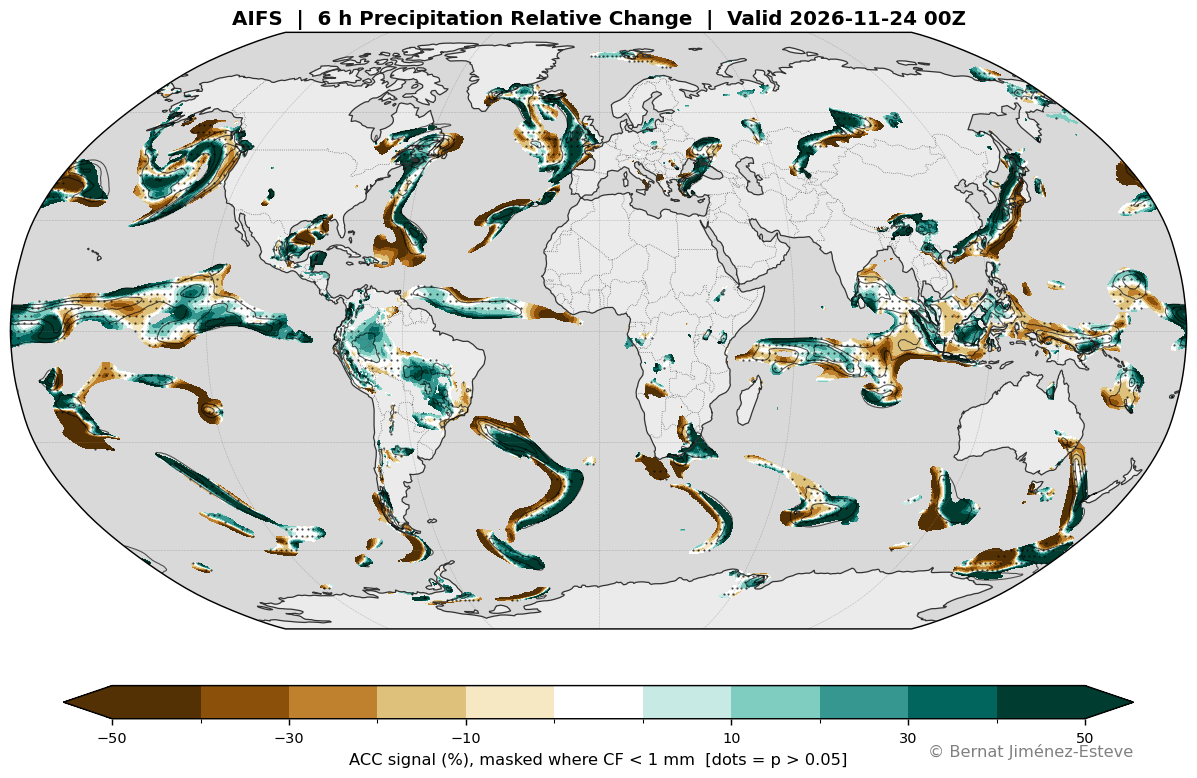 AIFS | 6 h Precipitation Relative Change | Valid 2026-11-24 00Z
−50 −30 −10 10 30 50
© Bernat Jiménez-Esteve
ACC signal (%), masked where CF < 1 mm [dots = p > 0.05]